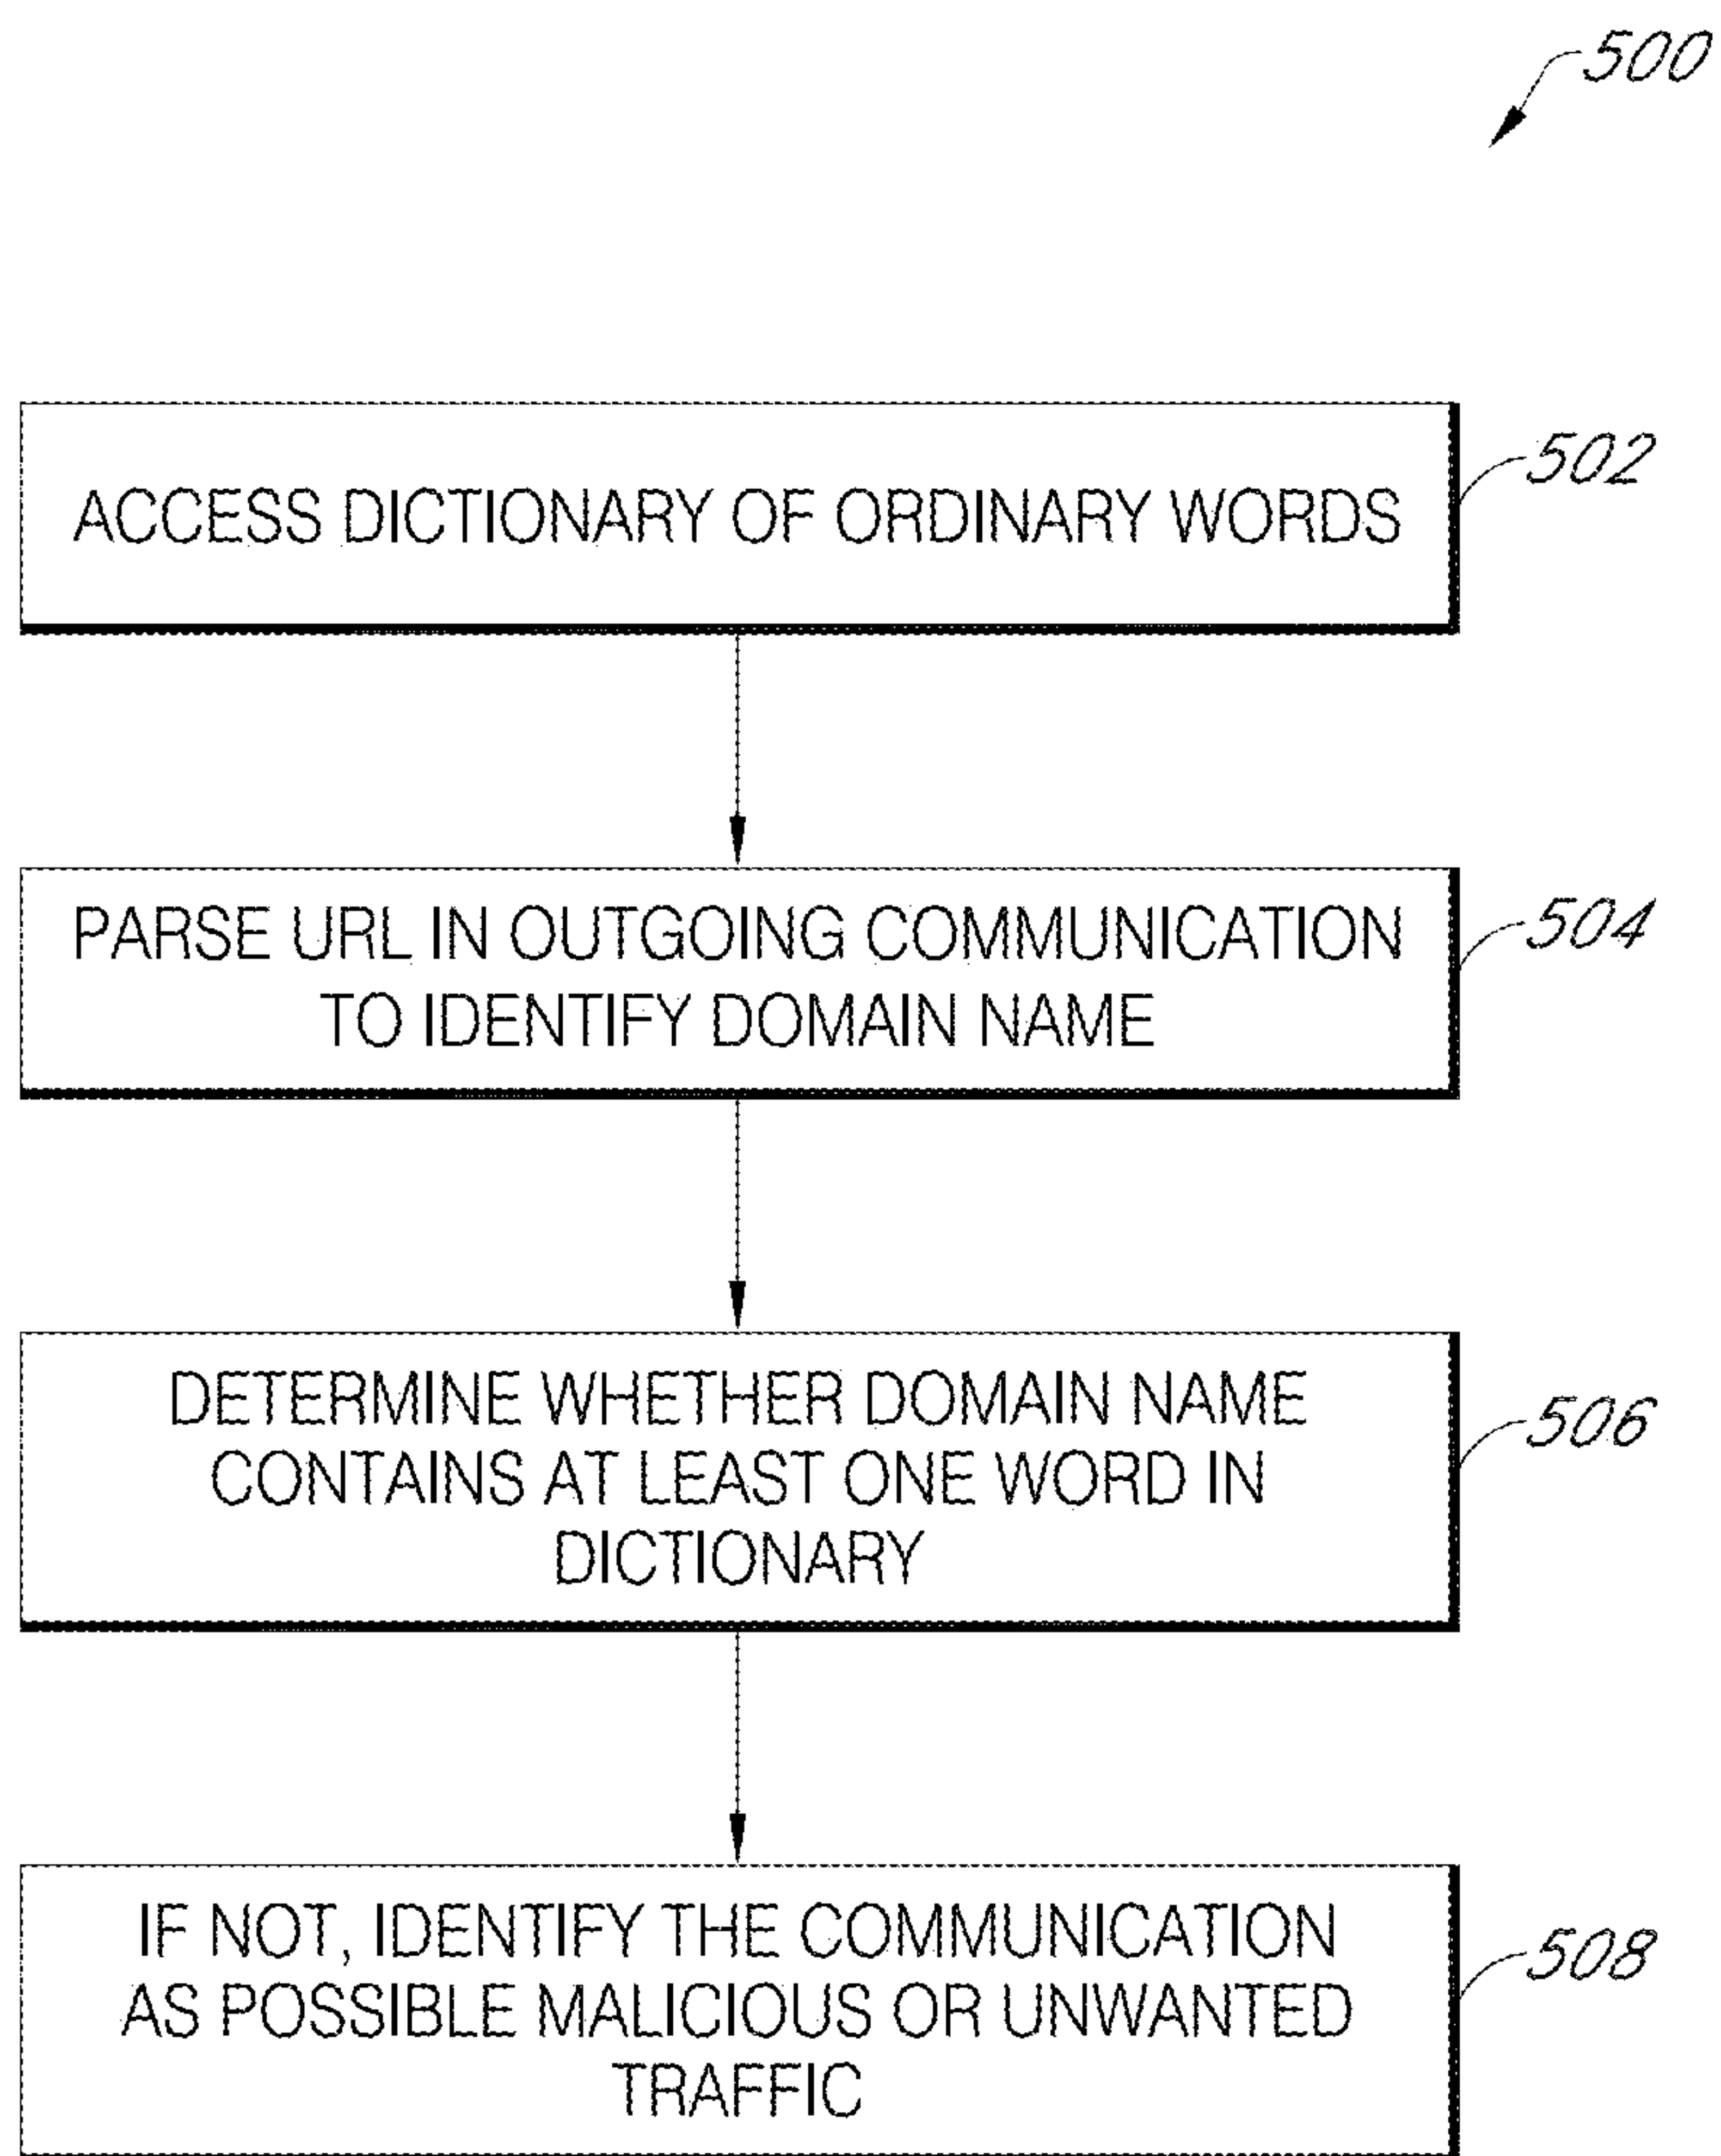 500
ACCESS DICTIONARY OF ORDINARY WORDS
502
PARSE URL IN OUTGOING COMMUNICATION
TO IDENTIFY DOMAIN NAME
504
DETERMINE WHETHER DOMAIN NAME
CONTAINS AT LEAST ONE WORD IN
DICTIONARY
506
IF NOT, IDENTIFY THE COMMUNICATION
AS POSSIBLE MALICIOUS OR UNWANTED
TRAFFIC
508